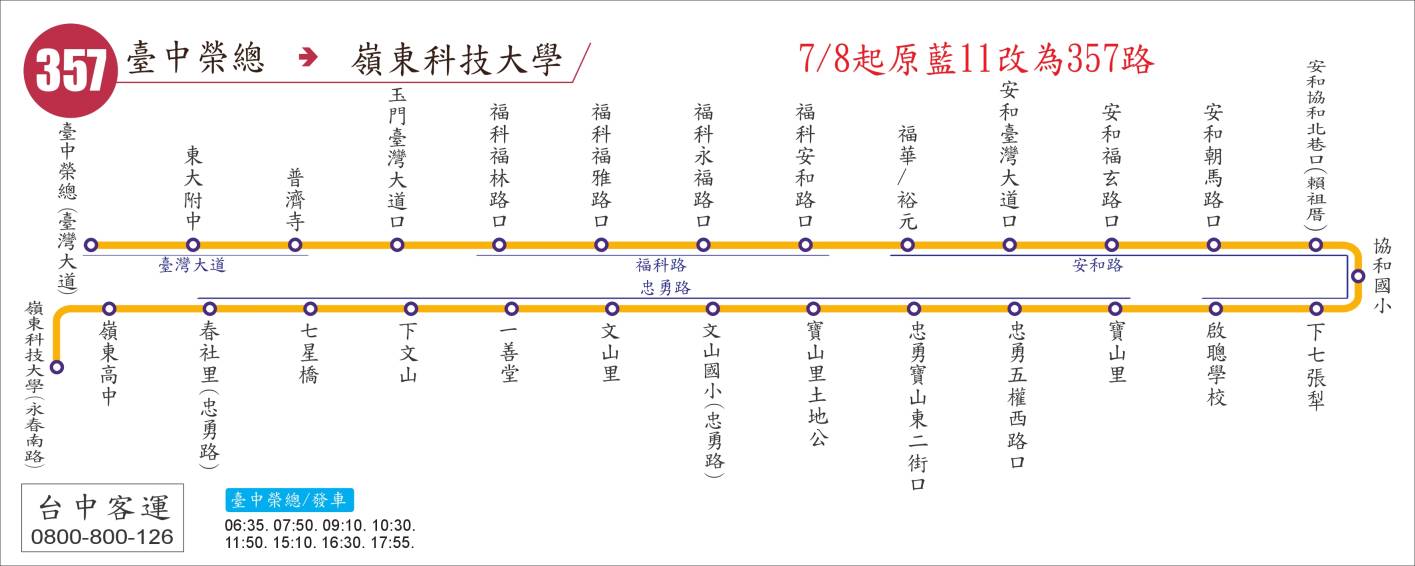 357
臺中榮總 ➔ 嶺東科技大學
7/8起原藍11改為357路
臺中榮總(臺灣大道)
東大附中
普濟寺
玉門臺灣大道口
福科福林路口
福科福雅路口
福科永福路口
福科安和路口
福華/裕元
安和臺灣大道口
安和福玄路口
安和朝馬路口
安和協和北巷口(賴祖厝)
協和國小
臺灣大道
福科路
安和路
忠勇路
下七張犁
啟聰學校
寶山里
忠勇五權西路口
忠勇寶山東二街口
寶山里土地公
文山國小(忠勇路)
文山里
一善堂
下文山
七星橋
春社里(忠勇路)
嶺東高中
嶺東科技大學(永春南路)
台中客運
0800-800-126
臺中榮總/發車
06:35. 07:50. 09:10. 10:30.
11:50. 15:10. 16:30. 17:55.